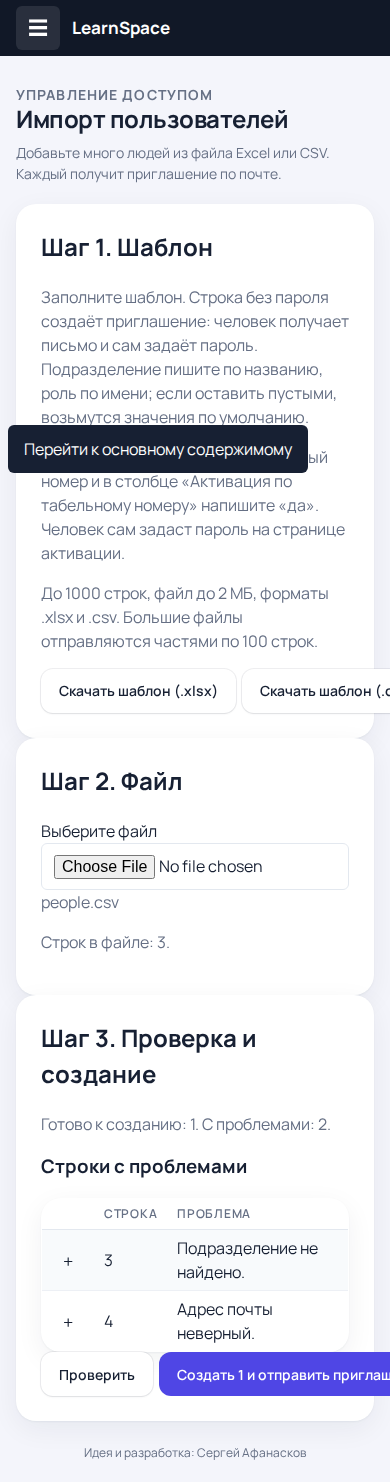 ☰ LearnSpace
УПРАВЛЕНИЕ ДОСТУПОМ
Импорт пользователей
Добавьте много людей из файла Excel или CSV.
Каждый получит приглашение по почте.
Шаг 1. Шаблон
Заполните шаблон. Строка без пароля
создаёт приглашение: человек получает
письмо и сам задаёт пароль.
Подразделение пишите по названию,
роль по имени; если оставить пустыми,
возьмутся значения по умолчанию.
Перейти к основному содержимому
номер и в столбце «Активация по
табельному номеру» напишите «да».
Человек сам задаст пароль на странице
активации.
До 1000 строк, файл до 2 МБ, форматы
.xlsx и .csv. Большие файлы
отправляются частями по 100 строк.
Скачать шаблон (.xlsx) Скачать шаблон
Шаг 2. Файл
Выберите файл
Choose File No file chosen
people.csv
Строк в файле: 3.
Шаг 3. Проверка и
создание
Готово к созданию: 1. С проблемами: 2.
Строки с проблемами
СТРОКА ПРОБЛЕМА
+ 3 Подразделение не
найдено.
+ 4 Адрес почты
неверный.
Проверить Создать 1 и отправить
Идея и разработка: Сергей Афанасков